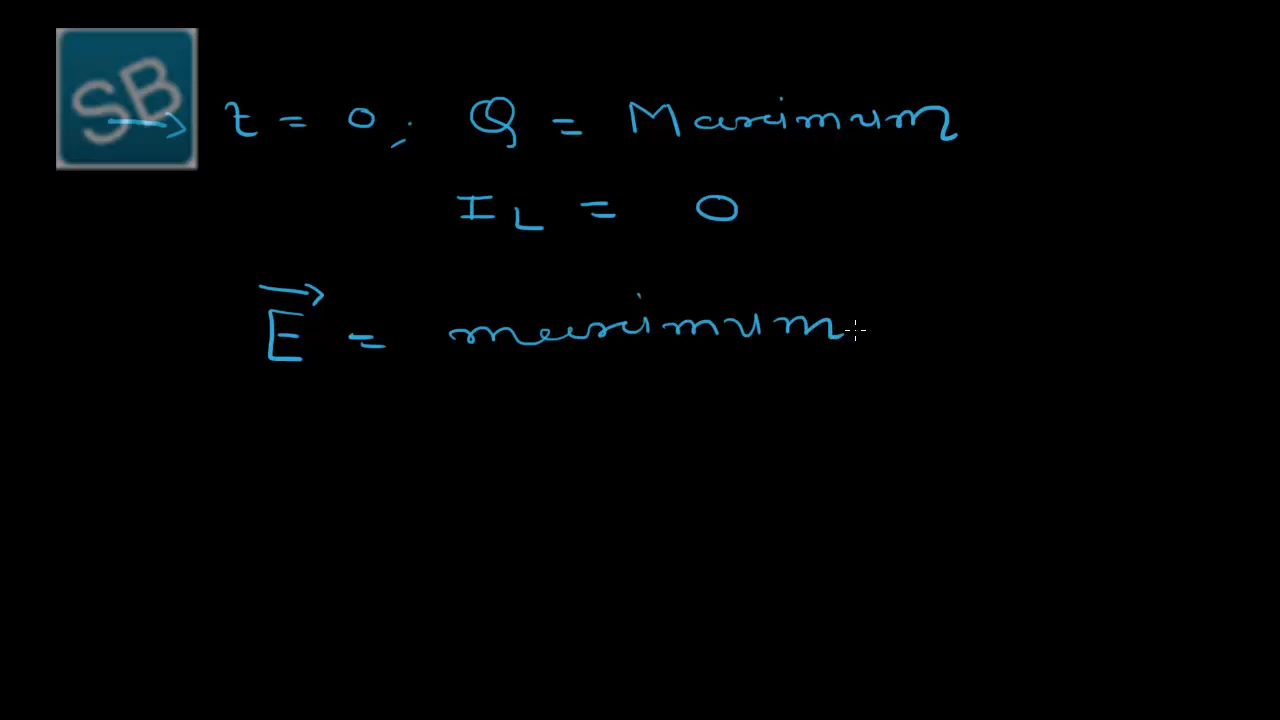 SB
→ t = 0; Q = Maximum
I_L = 0
E⃗ = maximum